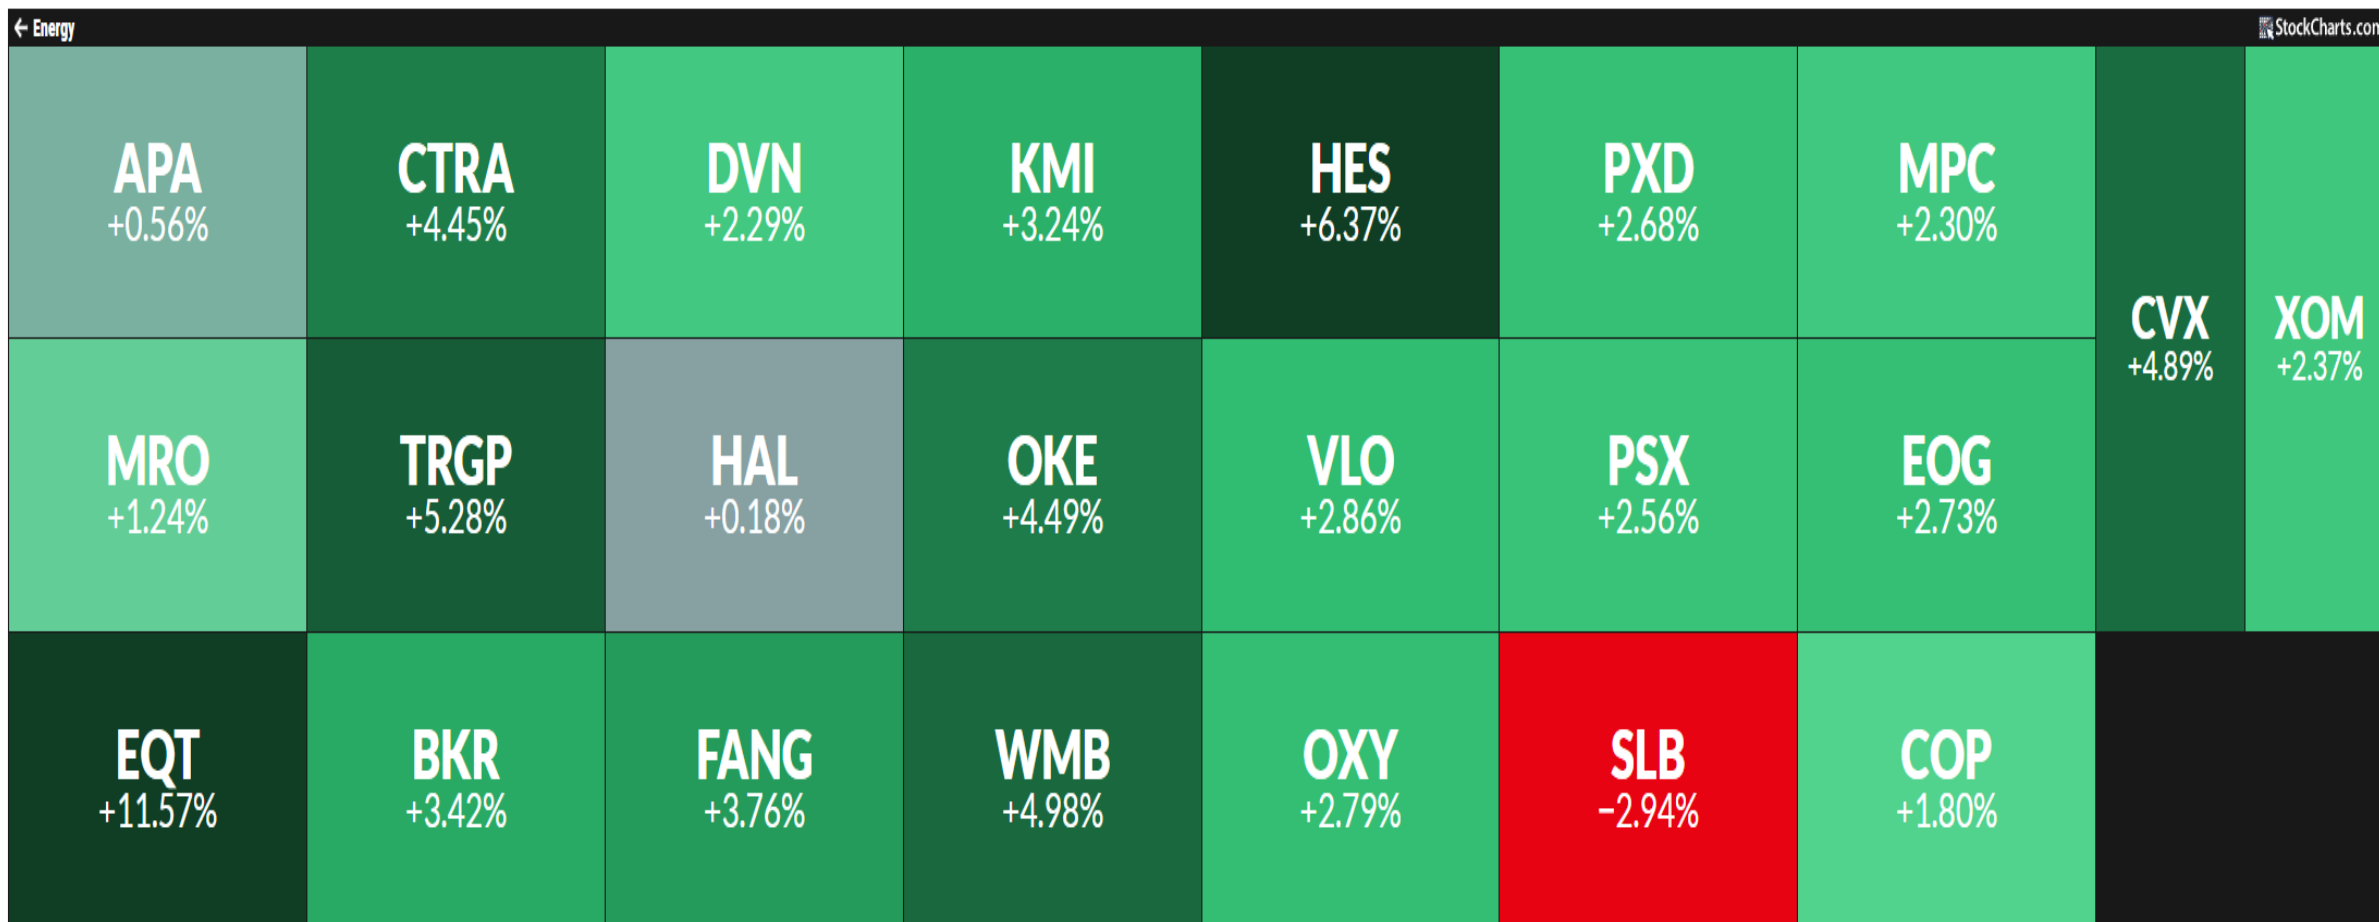 ← Energy
StockCharts.com
APA
+0.56%
CTRA
+4.45%
DVN
+2.29%
KMI
+3.24%
HES
+6.37%
PXD
+2.68%
MPC
+2.30%
CVX
+4.89%
XOM
+2.37%
MRO
+1.24%
TRGP
+5.28%
HAL
+0.18%
OKE
+4.49%
VLO
+2.86%
PSX
+2.56%
EOG
+2.73%
EQT
+11.57%
BKR
+3.42%
FANG
+3.76%
WMB
+4.98%
OXY
+2.79%
SLB
−2.94%
COP
+1.80%